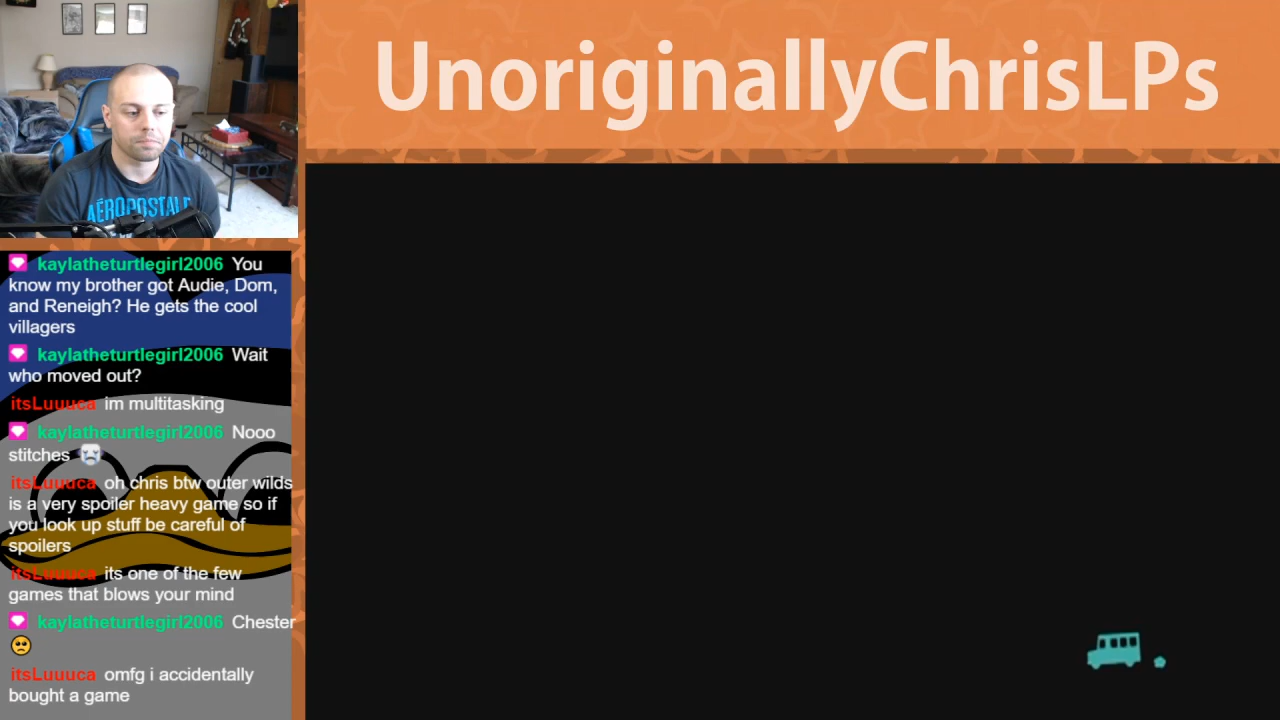 UnoriginallyChrisLPs
AÉROPOSTALE
kaylatheturtlegirl2006 You
know my brother got Audie, Dom,
and Reneigh? He gets the cool
villagers
kaylatheturtlegirl2006 Wait
who moved out?
itsLuuuca im multitasking
kaylatheturtlegirl2006 Nooo
stitches
itsLuuuca oh chris btw outer wilds
is a very spoiler heavy game so if
you look up stuff be careful of
spoilers
itsLuuuca its one of the few
games that blows your mind
kaylatheturtlegirl2006 Chester
itsLuuuca omfg i accidentally
bought a game